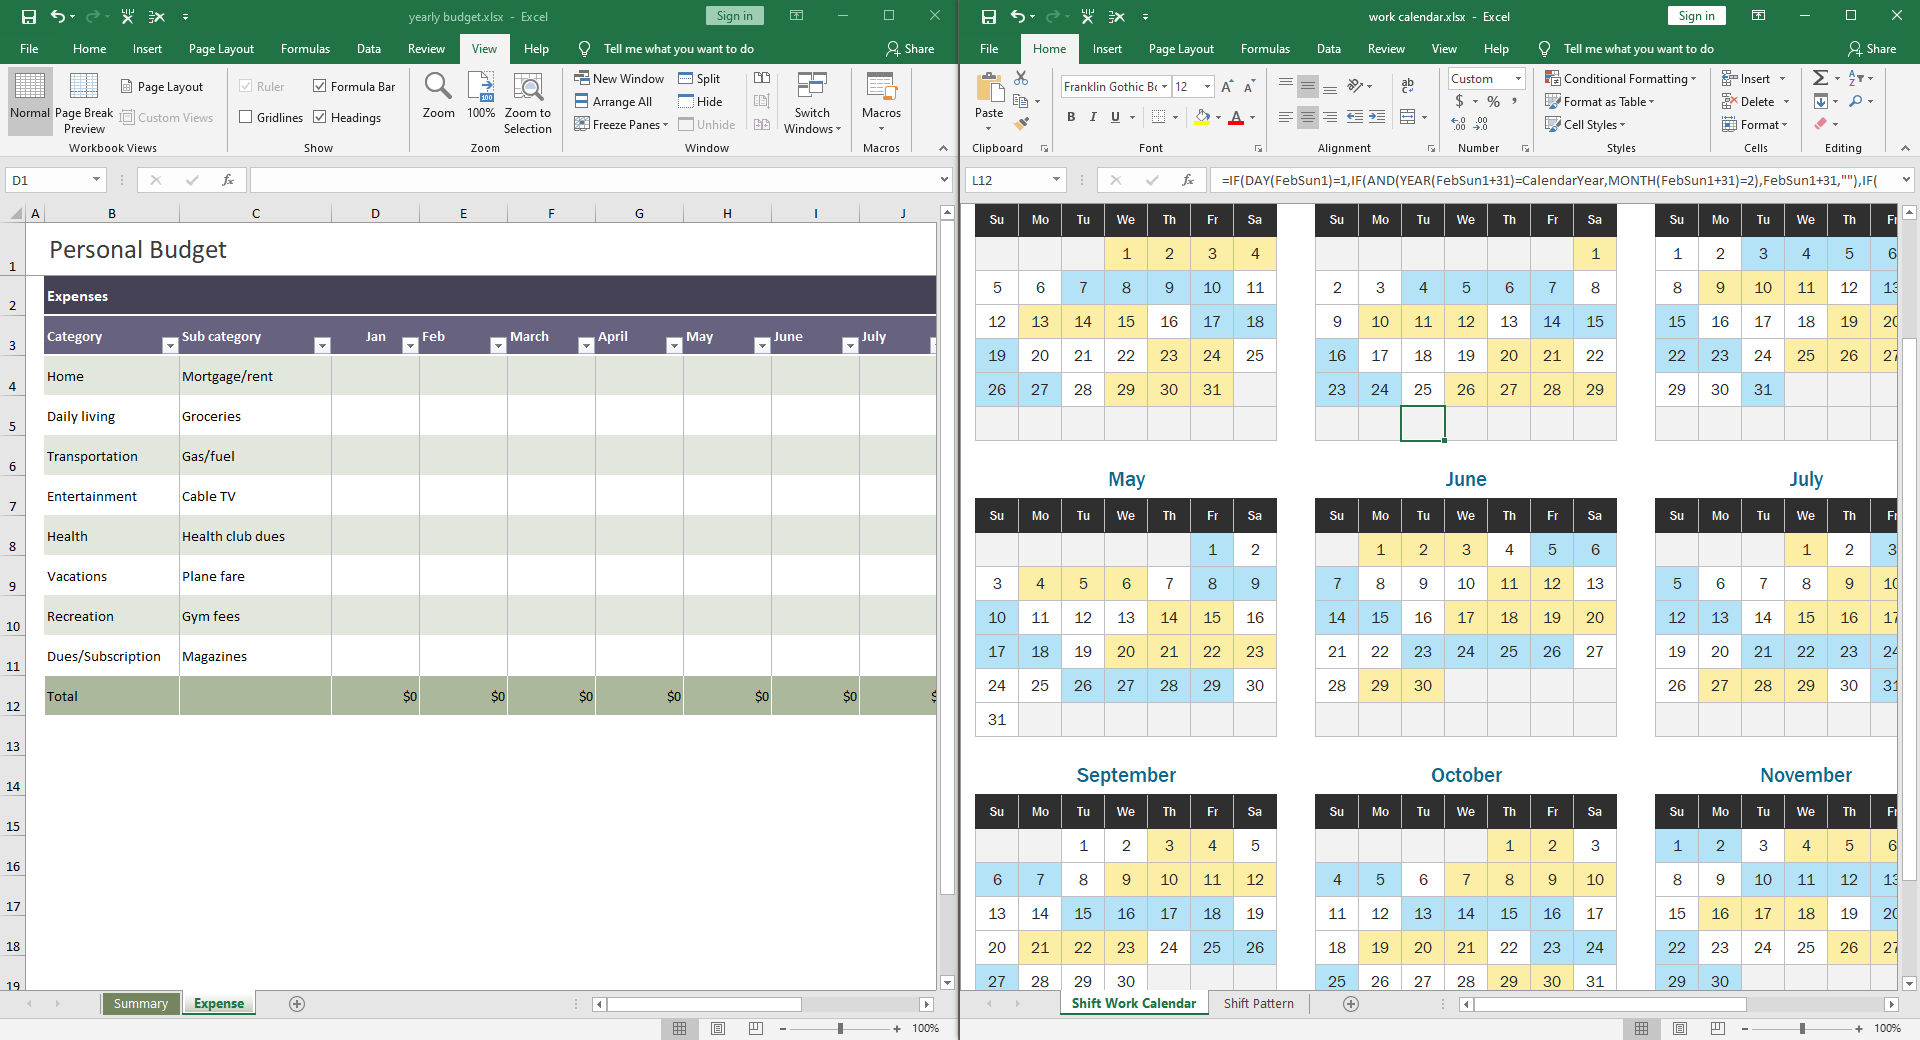 yearly budget.xlsx - Excel
Sign in
File Home Insert Page Layout Formulas Data Review View Help Tell me what you want to do Share
Normal
Page Break Preview
Page Layout
Custom Views
Workbook Views
Ruler
Formula Bar
Gridlines
Headings
Show
Zoom
100%
Zoom to Selection
Zoom
New Window
Arrange All
Freeze Panes
Split
Hide
Unhide
Switch Windows
Window
Macros
Macros
D1
fx
A B C D E F G H I J
1 Personal Budget
2 Expenses
3 Category Sub category Jan Feb March April May June July
4 Home Mortgage/rent
5 Daily living Groceries
6 Transportation Gas/fuel
7 Entertainment Cable TV
8 Health Health club dues
9 Vacations Plane fare
10 Recreation Gym fees
11 Dues/Subscription Magazines
12 Total $0 $0 $0 $0 $0 $0 $
13
14
15
16
17
18
19
Summary Expense
100%
work calendar.xlsx - Excel
Sign in
File Home Insert Page Layout Formulas Data Review View Help Tell me what you want to do Share
Paste
Clipboard
Franklin Gothic Bo 12
B I U
Font
Alignment
Custom
$ % ,
Number
Conditional Formatting
Format as Table
Cell Styles
Styles
Insert
Delete
Format
Cells
Editing
L12
fx
=IF(DAY(FebSun1)=1,IF(AND(YEAR(FebSun1+31)=CalendarYear,MONTH(FebSun1+31)=2),FebSun1+31,""),IF(
Su Mo Tu We Th Fr Sa Su Mo Tu We Th Fr Sa Su Mo Tu We Th Fr
1 2 3 4 1 1 2 3 4 5 6
5 6 7 8 9 10 11 2 3 4 5 6 7 8 8 9 10 11 12 13
12 13 14 15 16 17 18 9 10 11 12 13 14 15 15 16 17 18 19 20
19 20 21 22 23 24 25 16 17 18 19 20 21 22 22 23 24 25 26 27
26 27 28 29 30 31 23 24 25 26 27 28 29 29 30 31
May June July
Su Mo Tu We Th Fr Sa Su Mo Tu We Th Fr Sa Su Mo Tu We Th Fr
1 2 1 2 3 4 5 6 1 2 3
3 4 5 6 7 8 9 7 8 9 10 11 12 13 5 6 7 8 9 10
10 11 12 13 14 15 16 14 15 16 17 18 19 20 12 13 14 15 16 17
17 18 19 20 21 22 23 21 22 23 24 25 26 27 19 20 21 22 23 24
24 25 26 27 28 29 30 28 29 30 26 27 28 29 30 31
31
September October November
Su Mo Tu We Th Fr Sa Su Mo Tu We Th Fr Sa Su Mo Tu We Th Fr
1 2 3 4 5 1 2 3 1 2 3 4 5 6
6 7 8 9 10 11 12 4 5 6 7 8 9 10 8 9 10 11 12 13
13 14 15 16 17 18 19 11 12 13 14 15 16 17 15 16 17 18 19 20
20 21 22 23 24 25 26 18 19 20 21 22 23 24 22 23 24 25 26 27
27 28 29 30 25 26 27 28 29 30 31 29 30
Shift Work Calendar Shift Pattern
100%